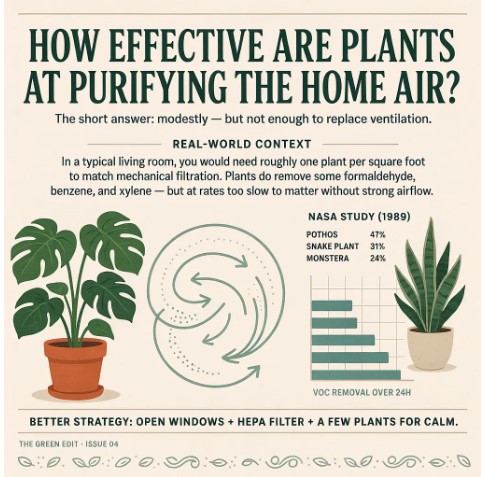 HOW EFFECTIVE ARE PLANTS
AT PURIFYING THE HOME AIR?
The short answer: modestly — but not enough to replace ventilation.
REAL-WORLD CONTEXT
In a typical living room, you would need roughly one plant per square foot
to match mechanical filtration. Plants do remove some formaldehyde,
benzene, and xylene — but at rates too slow to matter without strong airflow.
NASA STUDY (1989)
POTHOS 47%
SNAKE PLANT 31%
MONSTERA 24%
VOC REMOVAL OVER 24H
BETTER STRATEGY: OPEN WINDOWS + HEPA FILTER + A FEW PLANTS FOR CALM.
THE GREEN EDIT · ISSUE 04